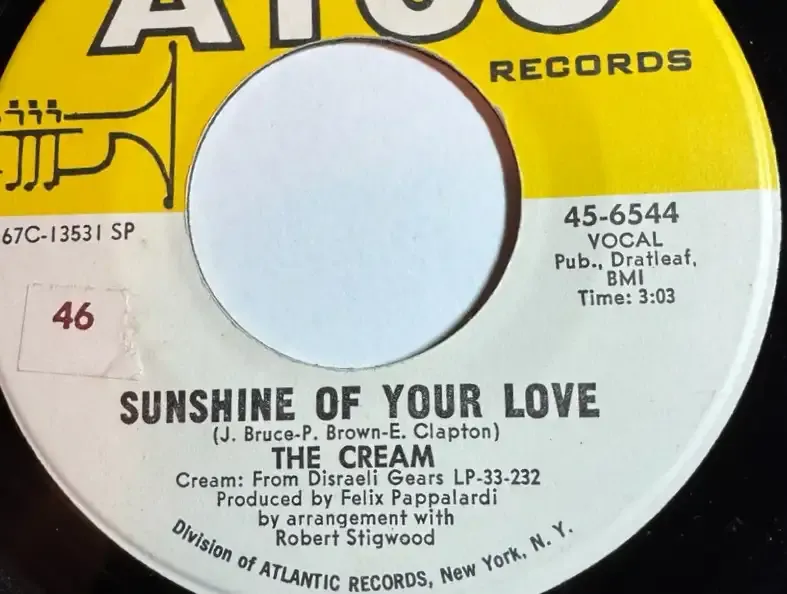 ATCO
RECORDS
67C-13531 SP
45-6544
VOCAL
Pub., Dratleaf,
BMI
Time: 3:03
46
SUNSHINE OF YOUR LOVE
(J. Bruce-P. Brown-E. Clapton)
THE CREAM
Cream: From Disraeli Gears LP-33-232
Produced by Felix Pappalardi
by arrangement with
Robert Stigwood
Division of ATLANTIC RECORDS, New York, N. Y.